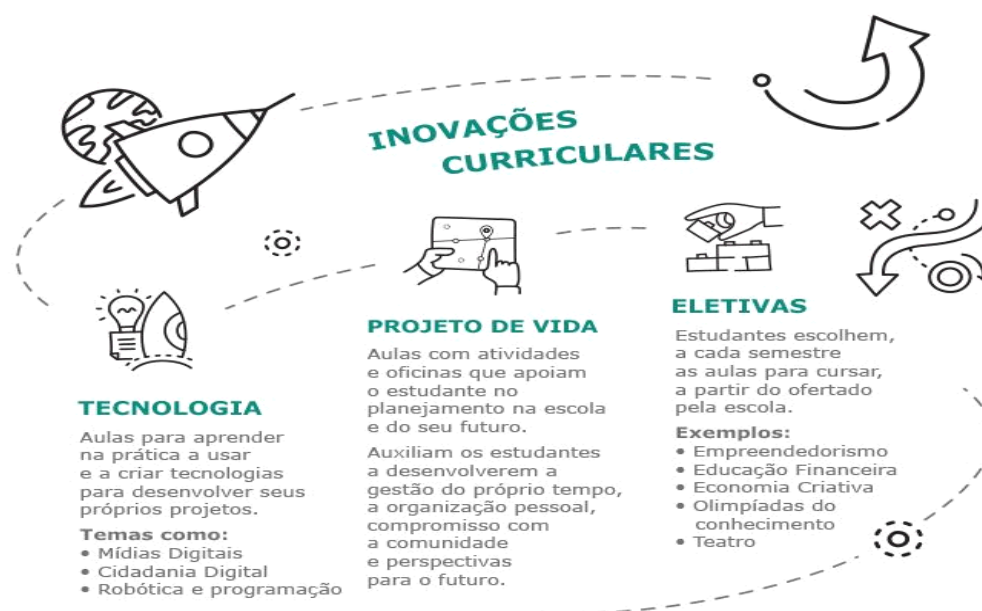 INOVAÇÕES
CURRICULARES
TECNOLOGIA
Aulas para aprender
na prática a usar
e a criar tecnologias
para desenvolver seus
próprios projetos.
Temas como:
• Mídias Digitais
• Cidadania Digital
• Robótica e programação
PROJETO DE VIDA
Aulas com atividades
e oficinas que apoiam
o estudante no
planejamento na escola
e do seu futuro.
Auxiliam os estudantes
a desenvolverem a
gestão do próprio tempo,
a organização pessoal,
compromisso com
a comunidade
e perspectivas
para o futuro.
ELETIVAS
Estudantes escolhem,
a cada semestre
as aulas para cursar,
a partir do ofertado
pela escola.
Exemplos:
• Empreendedorismo
• Educação Financeira
• Economia Criativa
• Olimpíadas do
conhecimento
• Teatro